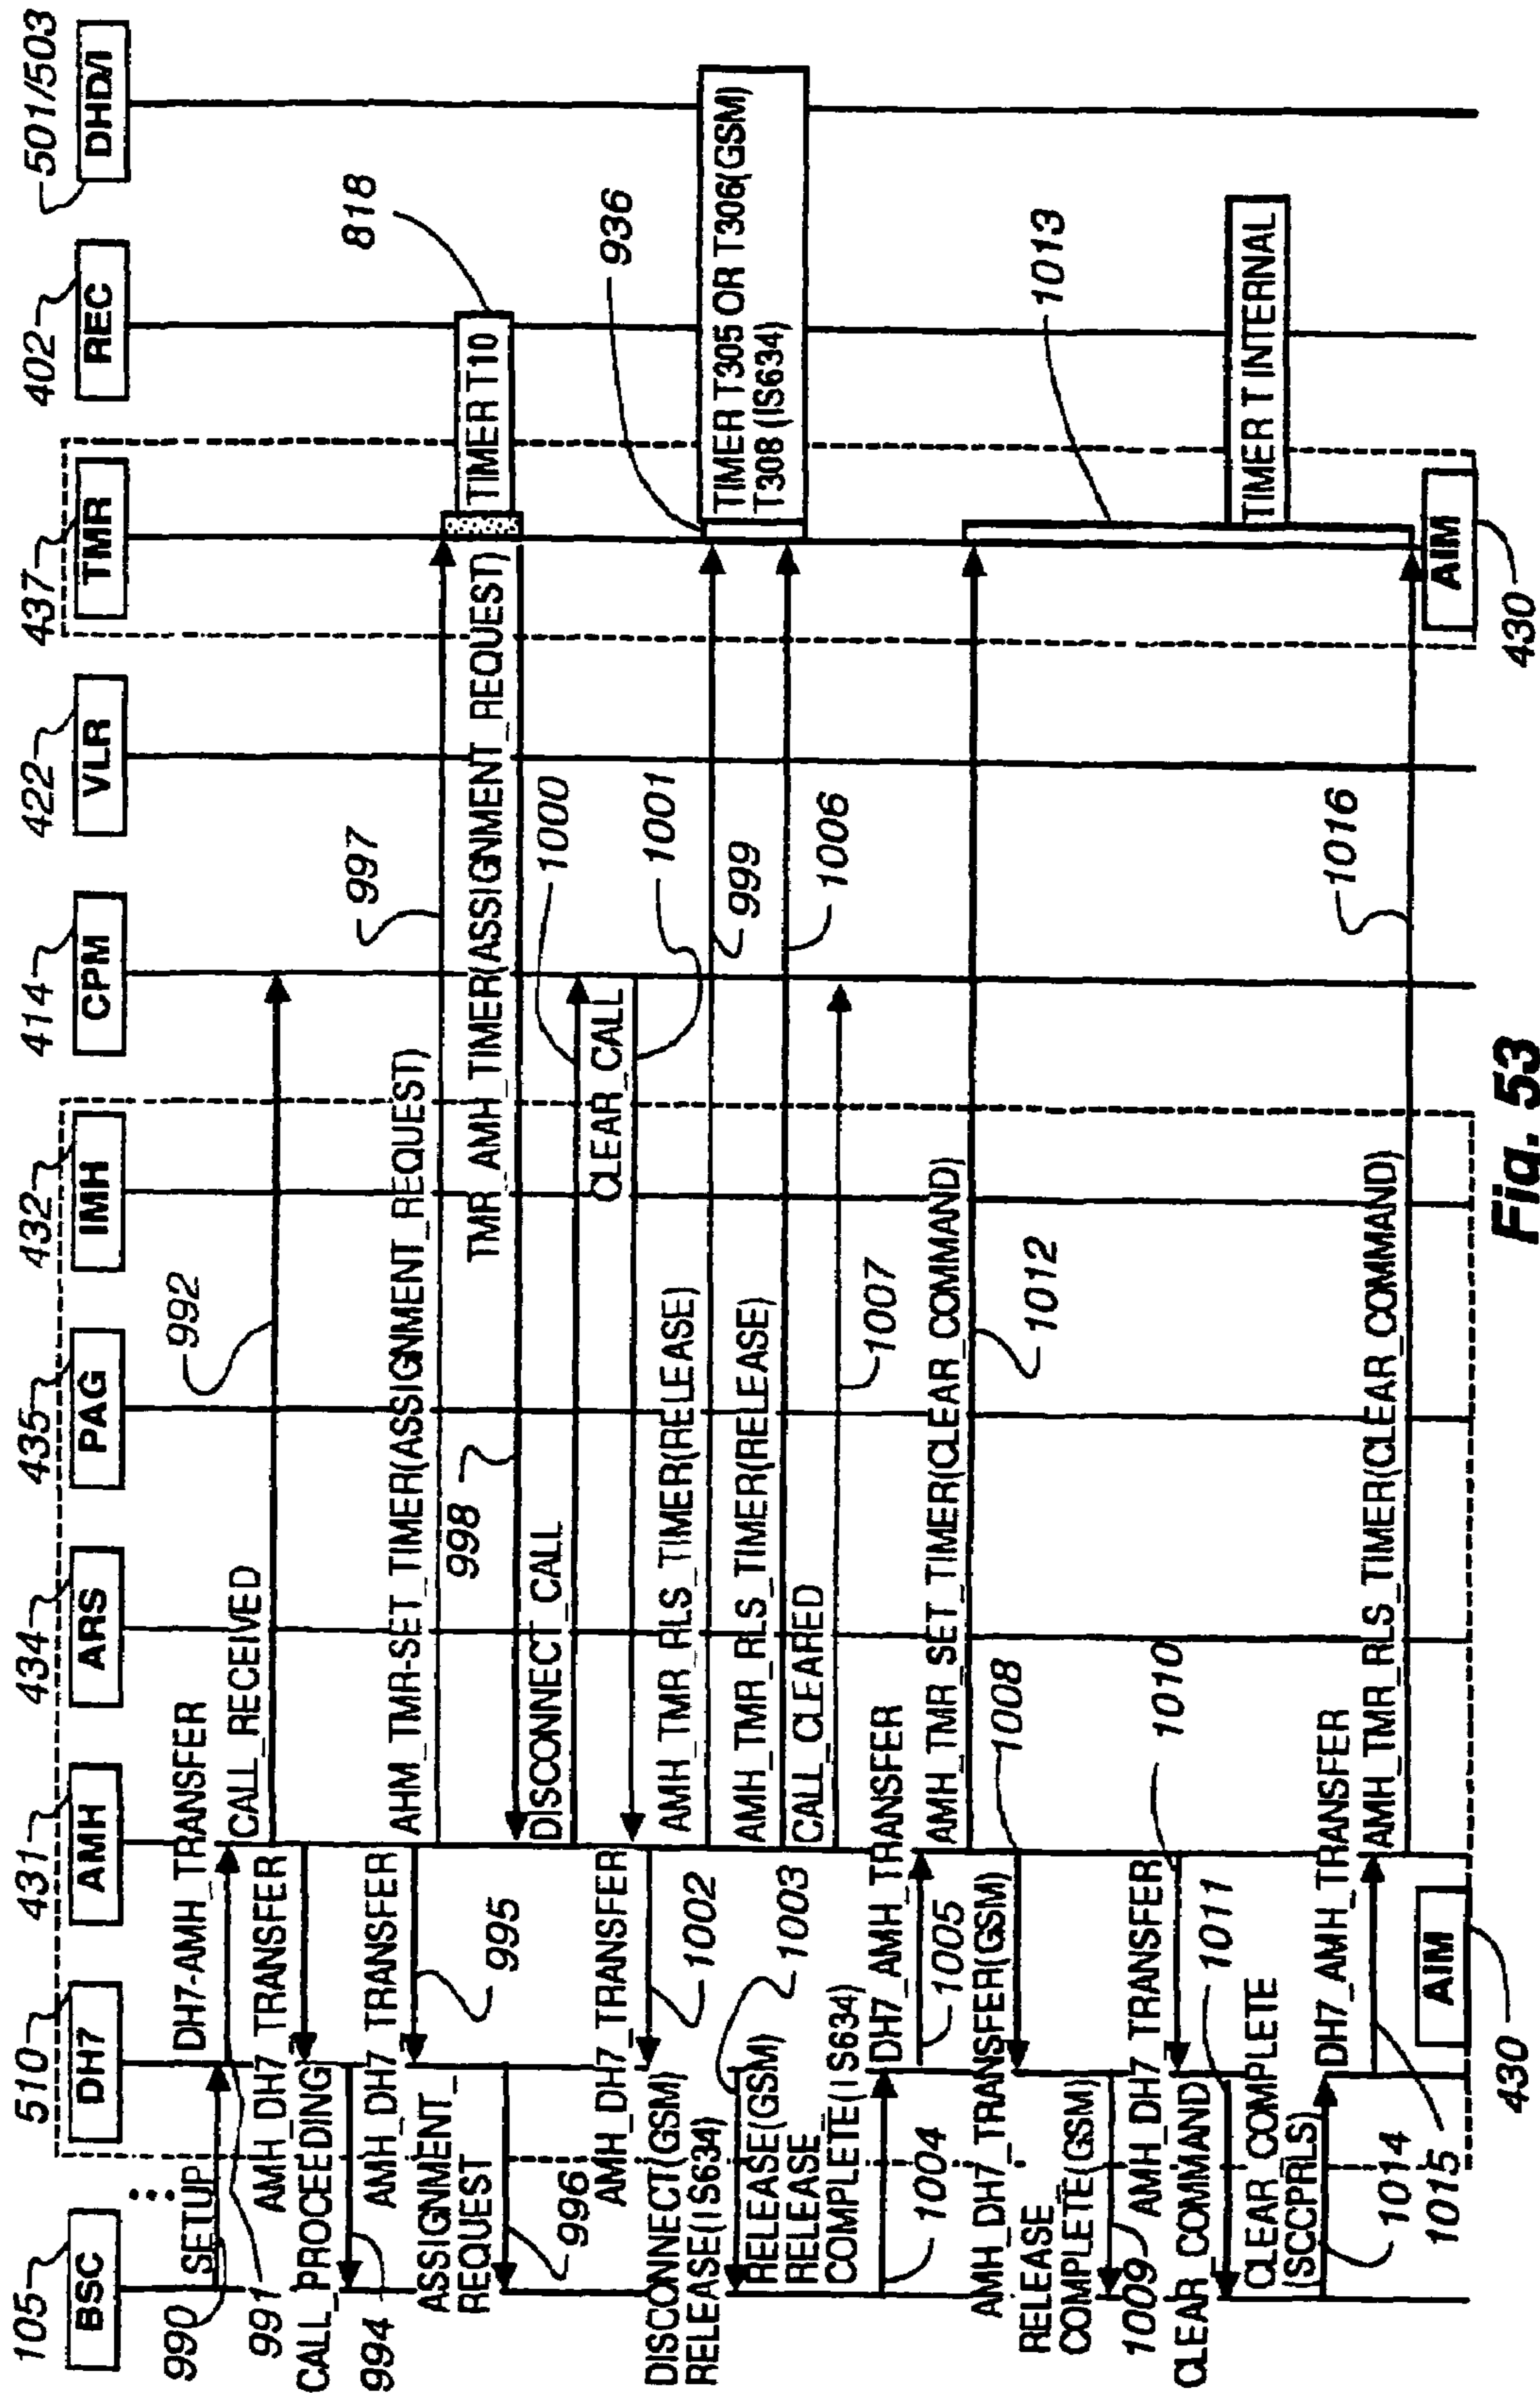 105
BSC
510
DH7
431
AMH
434
ARS
435
PAG
432
IMH
414
CPM
422
VLR
437
TMR
402
REC
501/503
DHD/I
990
SETUP
991
DH7-AMH_TRANSFER
CALL_RECEIVED
992
AMH_DH7_TRANSFER
CALL_PROCEEDING
994
AMH_DH7_TRANSFER
995
AHM_TMR-SET_TIMER(ASSIGNMENT_REQUEST)
997
ASSIGNMENT_
REQUEST
996
TIMER T10
818
TMR_AMH_TIMER(ASSIGNMENT_REQUEST)
998
DISCONNECT_CALL
1000
CLEAR_CALL
1001
AMH_DH7_TRANSFER
1002
DISCONNECT(GSM)
RELEASE(IS634)
1003
AMH_TMR_RLS_TIMER(RELEASE)
999
936
TIMER T305 OR T306(GSM)
T308 (IS634)
RELEASE(GSM)
RELEASE_
COMPLETE(IS634)
1004
AMH_TMR_RLS_TIMER(RELEASE)
1006
CALL_CLEARED
1007
DH7_AMH_TRANSFER
1005
AMH_TMR_SET_TIMER(CLEAR_COMMAND)
1012
1013
AMH_DH7_TRANSFER(GSM)
1008
RELEASE
COMPLETE(GSM)
1009
AMH_DH7_TRANSFER
1010
CLEAR_COMMAND
1011
TIMER T INTERNAL
CLEAR_COMPLETE
(SCCPRLS)
1014
DH7_AMH_TRANSFER
1015
AMH_TMR_RLS_TIMER(CLEAR_COMMAND)
1016
AIM
430
AIM
430
Fig. 53